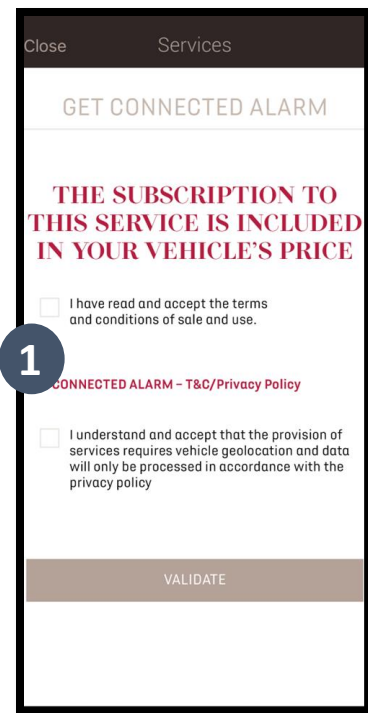 Close Services
GET CONNECTED ALARM
THE SUBSCRIPTION TO
THIS SERVICE IS INCLUDED
IN YOUR VEHICLE'S PRICE
I have read and accept the terms
and conditions of sale and use.
1
CONNECTED ALARM – T&C/Privacy Policy
I understand and accept that the provision of
services requires vehicle geolocation and data
will only be processed in accordance with the
privacy policy
VALIDATE